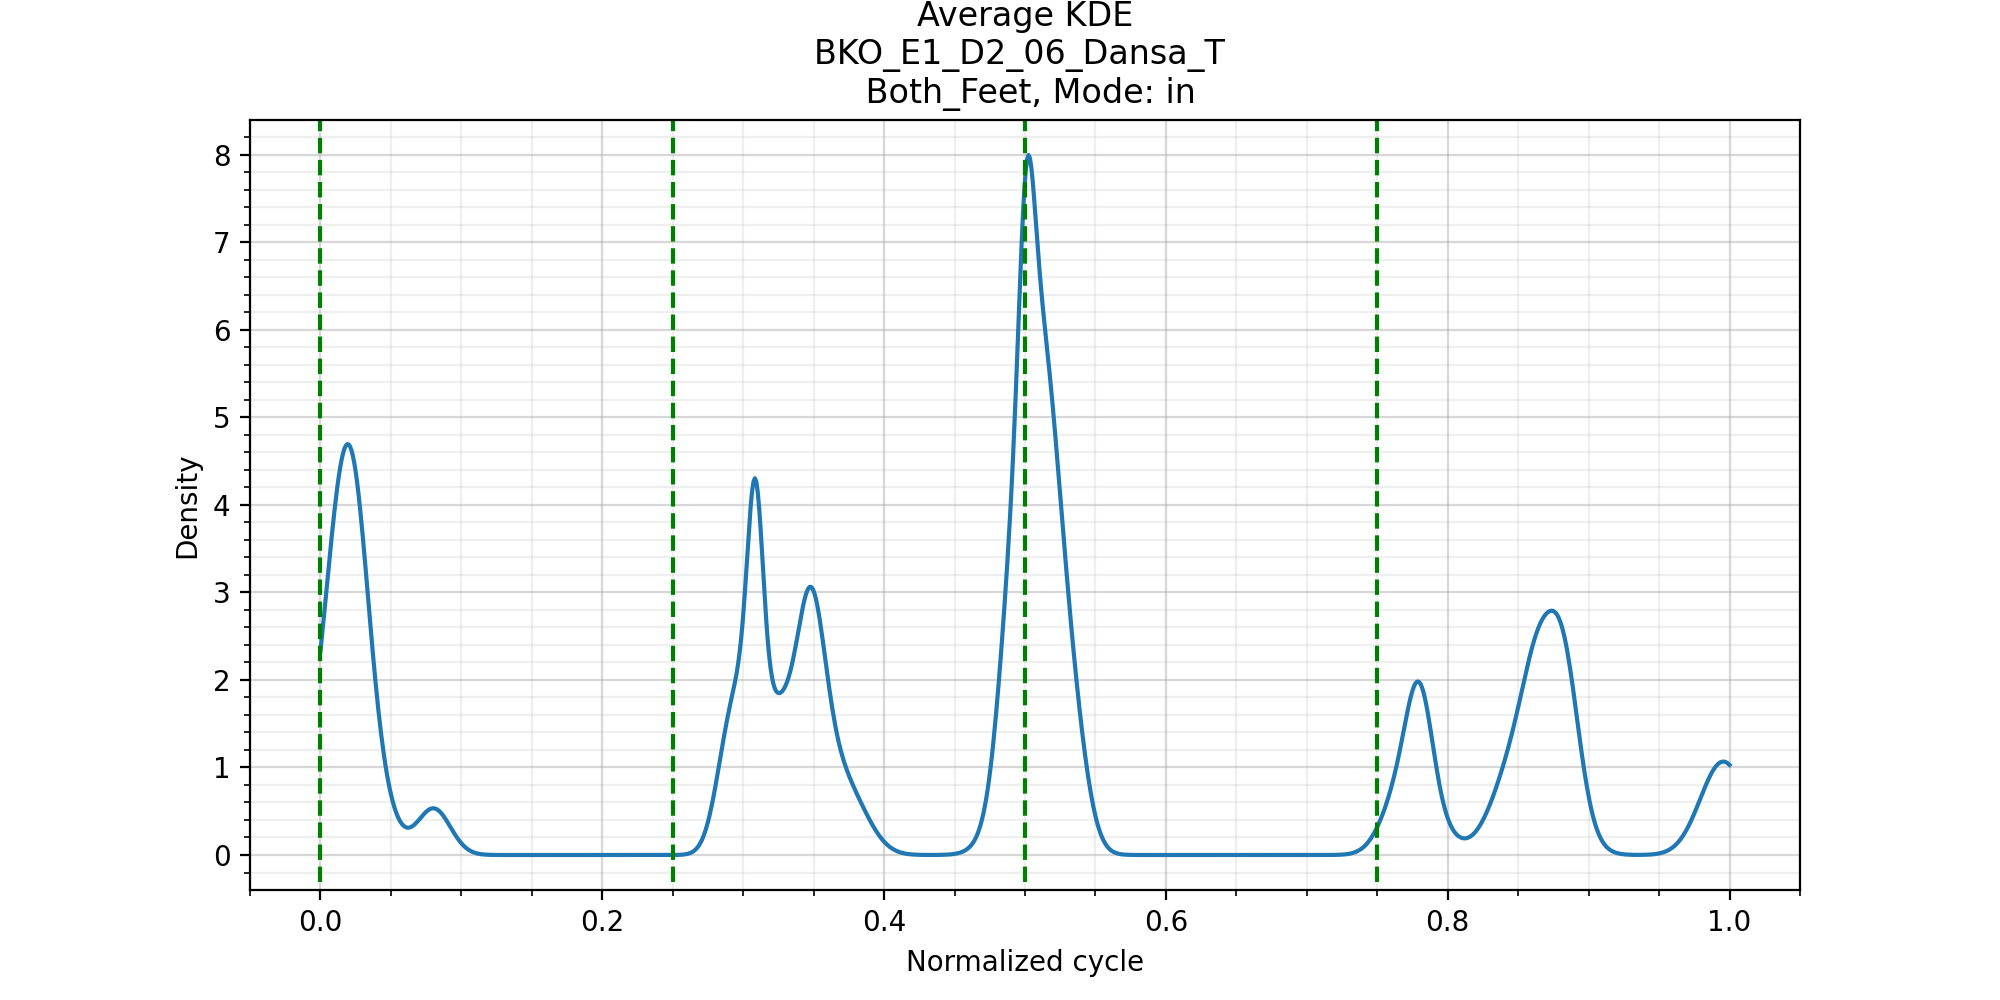 Average KDE
BKO_E1_D2_06_Dansa_T
Both_Feet, Mode: in
8
7
6
5
4
3
2
1
0
Density
0.0 0.2 0.4 0.6 0.8 1.0
Normalized cycle